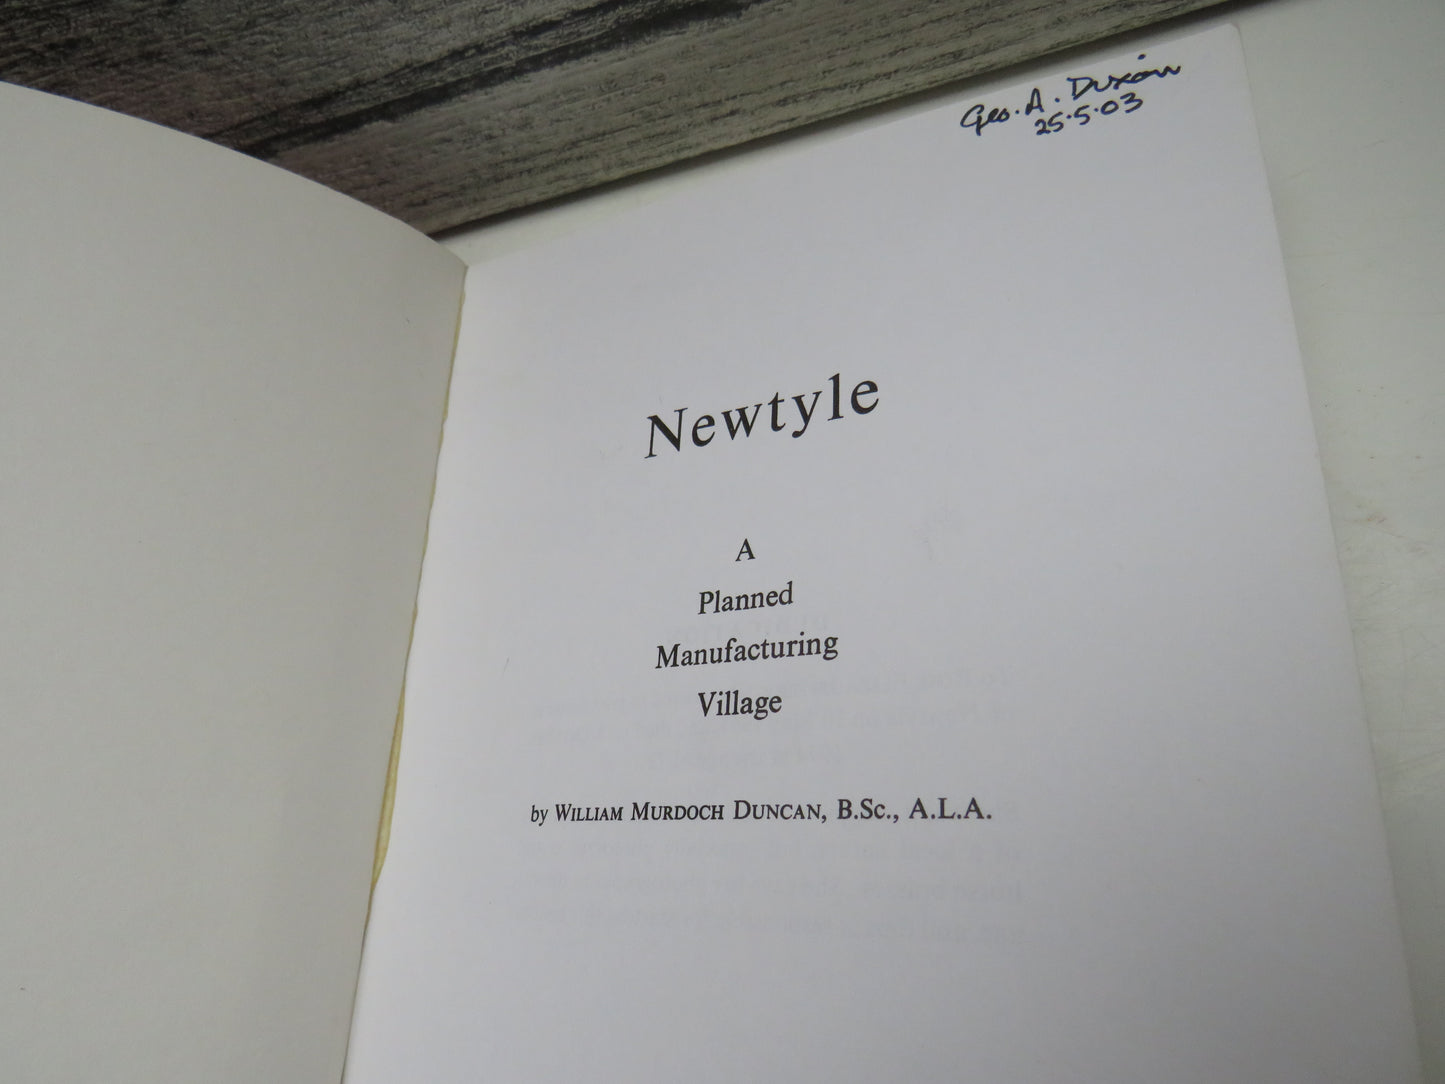 Geo. A. Dixon
25.5.03
Newtyle
A
Planned
Manufacturing
Village
by WILLIAM MURDOCH DUNCAN, B.SC., A.L.A.